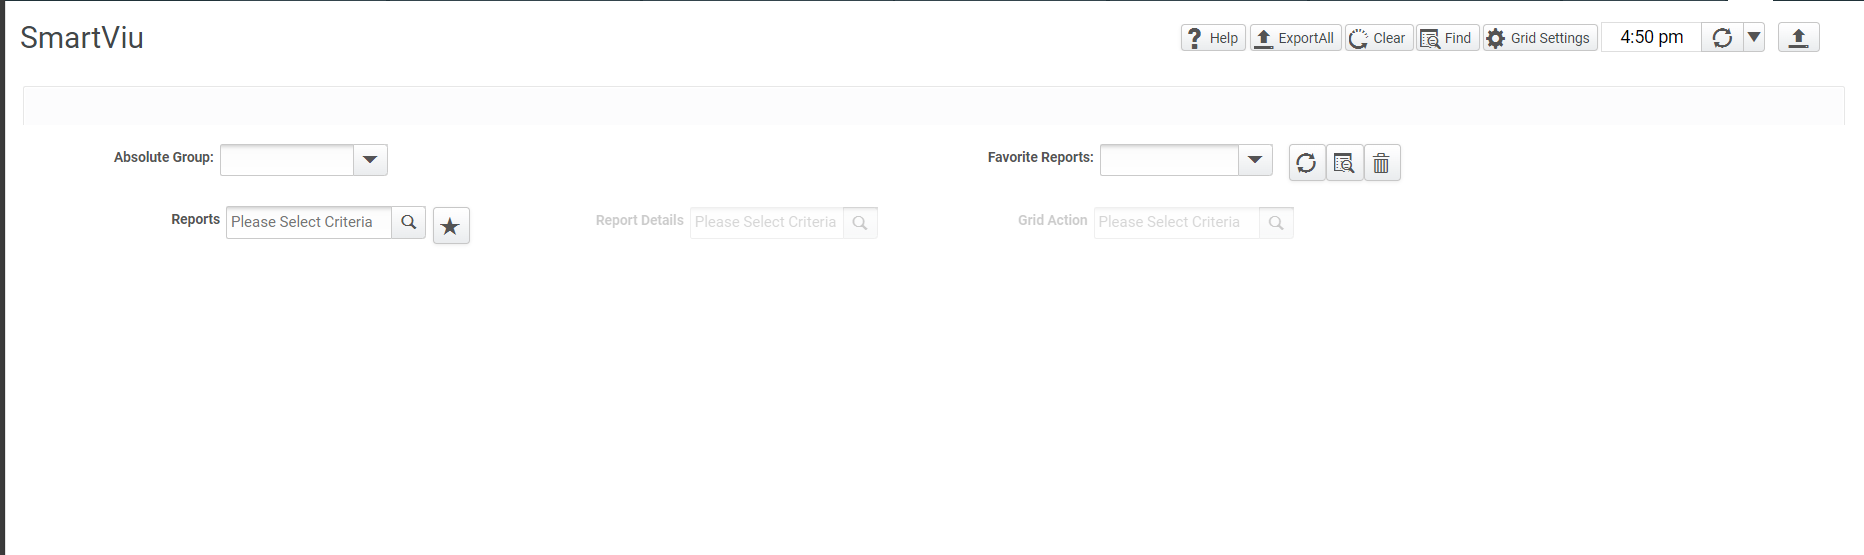 SmartViu
Help ExportAll Clear Find Grid Settings 4:50 pm
Absolute Group: Favorite Reports:
Reports Please Select Criteria Report Details Please Select Criteria Grid Action Please Select Criteria